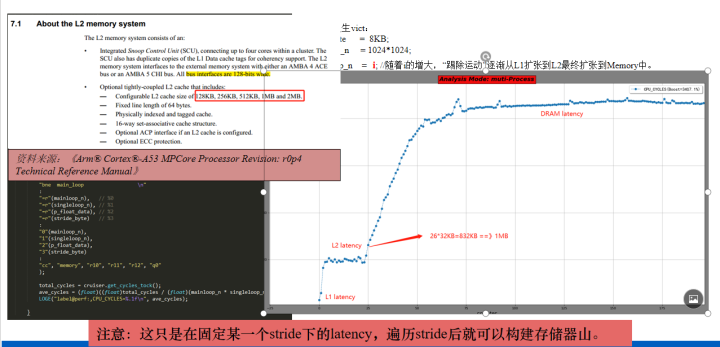 7.1 About the L2 memory system
The L2 memory system consists of an:
• Integrated Snoop Control Unit (SCU), connecting up to four cores within a cluster. The
SCU also has duplicate copies of the L1 Data cache tags for coherency support. The L2
memory system interfaces to the external memory system with either an AMBA 4 ACE
bus or an AMBA 5 CHI bus. All bus interfaces are 128-bits wide.
• Optional tightly-coupled L2 cache that includes:
— Configurable L2 cache size of 128KB, 256KB, 512KB, 1MB and 2MB.
— Fixed line length of 64 bytes.
— Physically indexed and tagged cache.
— 16-way set-associative cache structure.
— Optional ACP interface if an L2 cache is configured.
— Optional ECC protection.
资料来源：《Arm® Cortex®-A53 MPCore Processor Revision: r0p4
Technical Reference Manual》
生vict:
te = 8KB;
_n = 1024*1024;
_n = i; //随着i的增大，"踢除运动"逐渐从L1扩张到L2最终扩张到Memory中。
Analysis Mode: muti-Process
DRAM latency
L2 latency
26*32KB=832KB ==》 1MB
L1 latency
"bne main_loop \n"
:
"=r"(mainloop_n), // %0
"=r"(singleloop_n), // %1
"=r"(p_float_data), // %2
"=r"(stride_byte) // %3
:
"0"(mainloop_n),
"1"(singleloop_n),
"2"(p_float_data),
"3"(stride_byte)
:
"cc", "memory", "r10", "r11", "r12", "q0"
);
total_cycles = cruiser.get_cycles_tock();
ave_cycles = (float)((float)total_cycles / (float)(mainloop_n * singleloop_n
LOGE("label@perf:,CPU_CYCLES=%.1f\n", ave_cycles);
}
注意：这只是在固定某一个stride下的latency，遍历stride后就可以构建存储器山。